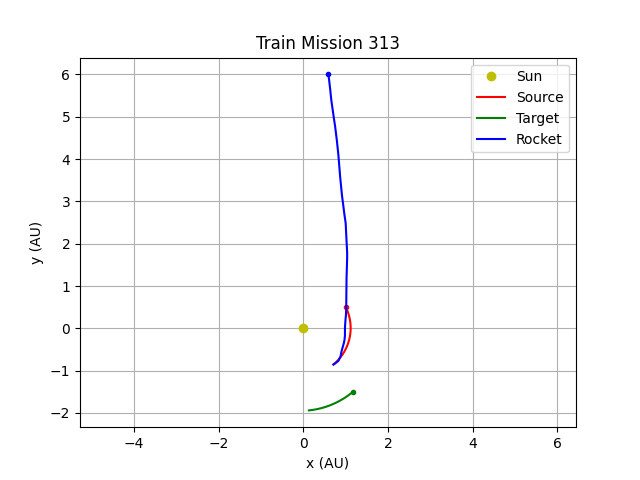 Train Mission 313
Sun
Source
Target
Rocket
6
5
4
3
2
1
0
−1
−2
y (AU)
−4
−2
0
2
4
6
x (AU)